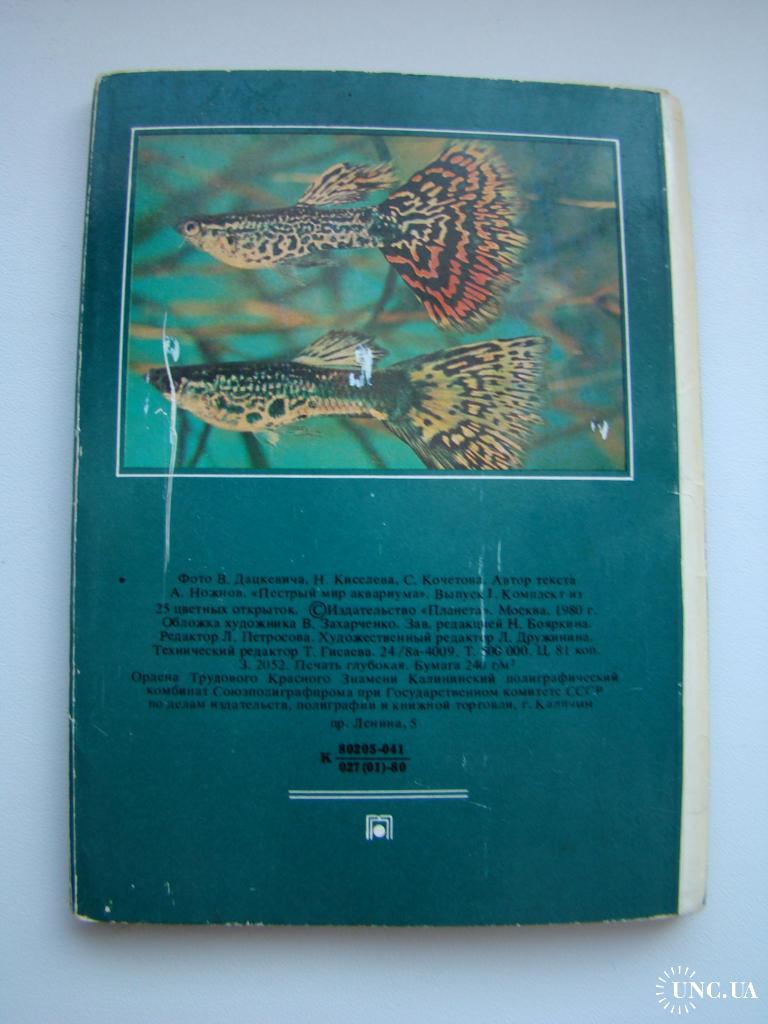 Фото В. Дацкевича, Н. Киселева, С. Кочетова. Автор текста
А. Ножнов. «Пестрый мир аквариума». Выпуск 1. Комплект из
25 цветных открыток. © Издательство «Планета». Москва, 1980 г.
Обложка художника В. Захарченко. Зав. редакцией Н. Бояркина.
Редактор Л. Петросова. Художественный редактор Л. Дружинина.
Технический редактор Т. Гисаева. 24/8а-4009. Т. 506 000. Ц. 81 коп.
З. 2052. Печать глубокая. Бумага 240 г/м²
Ордена Трудового Красного Знамени Калининский полиграфический
комбинат Союзполиграфпрома при Государственном комитете СССР
по делам издательств, полиграфии и книжной торговли, г. Калинин
пр. Ленина, 5
К 80205-041
027(01)-80
UNC.UA